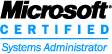 Microsoft®
CERTIFIED
Systems Administrator